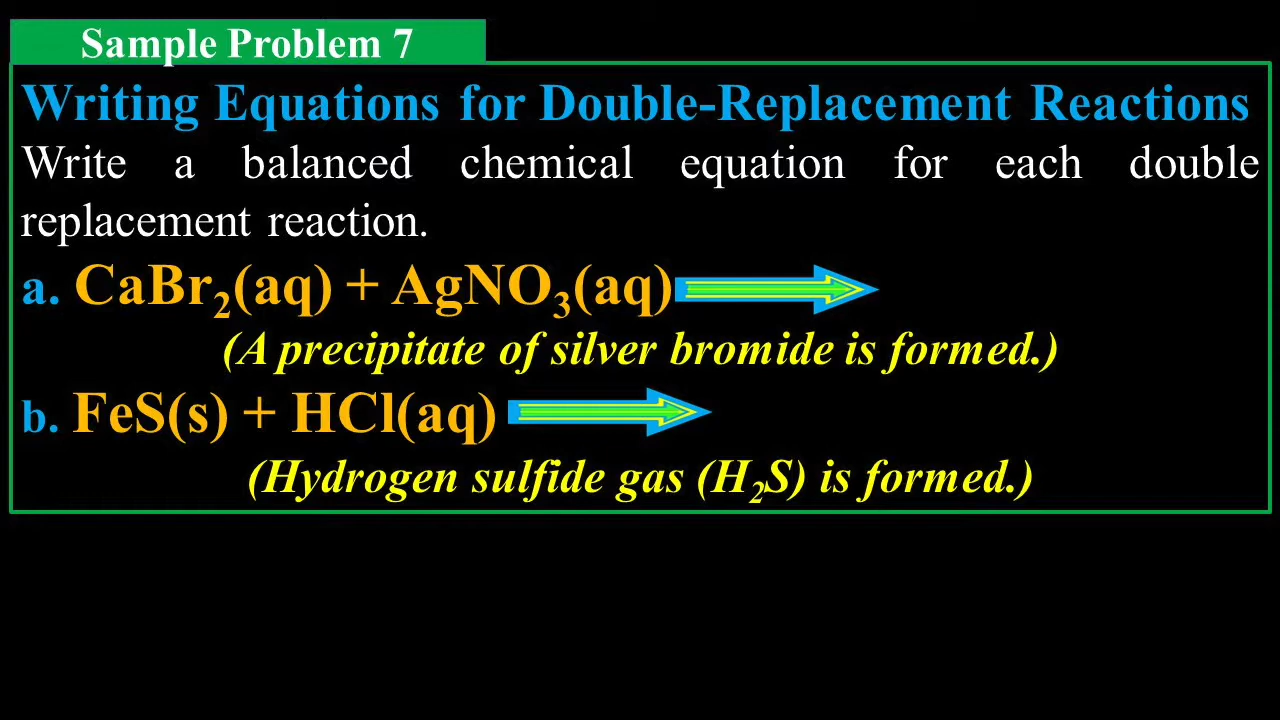 Sample Problem 7
Writing Equations for Double-Replacement Reactions
Write a balanced chemical equation for each double
replacement reaction.
a. CaBr₂(aq) + AgNO₃(aq)
(A precipitate of silver bromide is formed.)
b. FeS(s) + HCl(aq)
(Hydrogen sulfide gas (H₂S) is formed.)